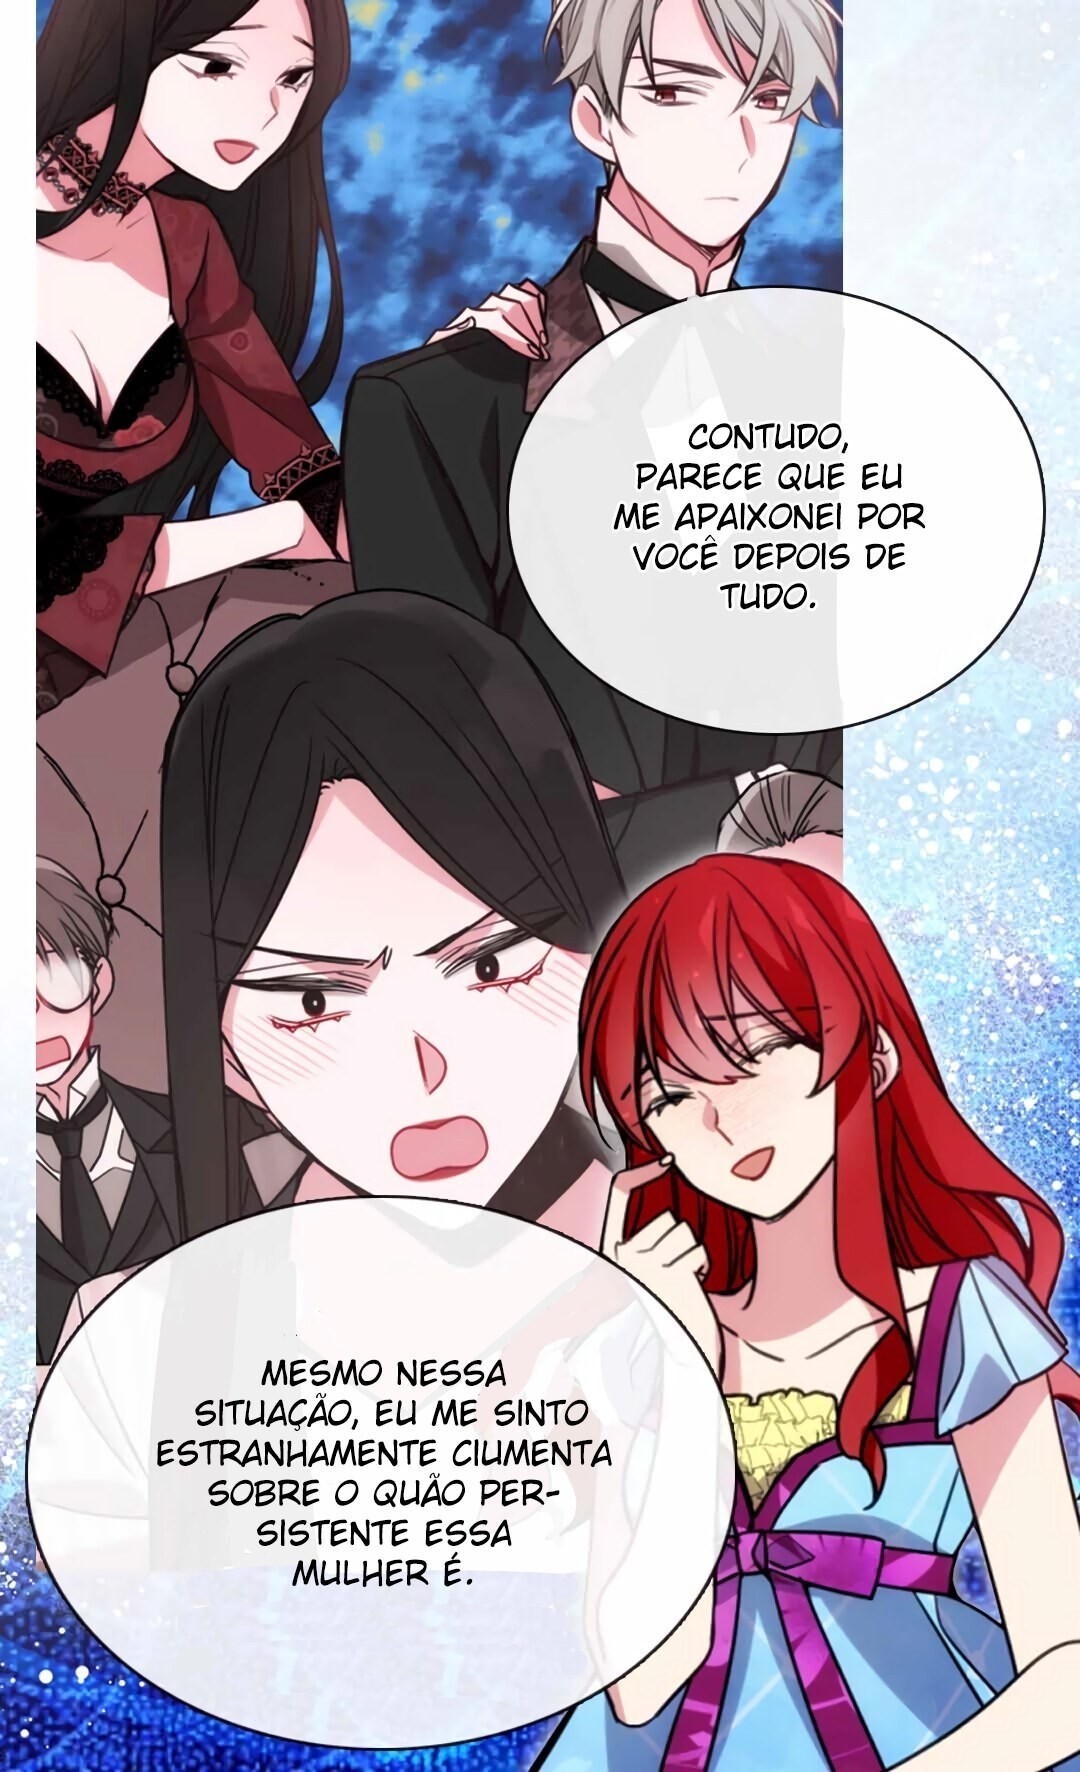 CONTUDO,
PARECE QUE EU
ME APAIXONEI POR
VOCÊ DEPOIS DE
TUDO.
MESMO NESSA
SITUAÇÃO, EU ME SINTO
ESTRANHAMENTE CIUMENTA
SOBRE O QUÃO PER-
SISTENTE ESSA
MULHER É.